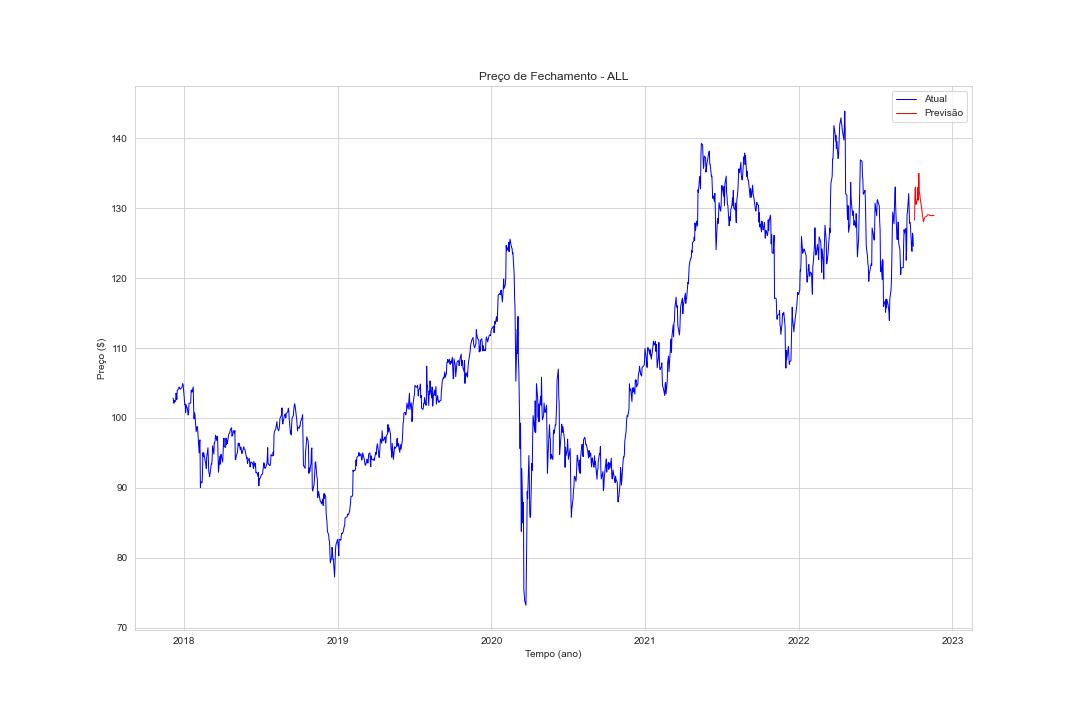 Preço de Fechamento - ALL
Atual
Previsão
Preço ($)
140
130
120
110
100
90
80
70
2018 2019 2020 2021 2022 2023
Tempo (ano)